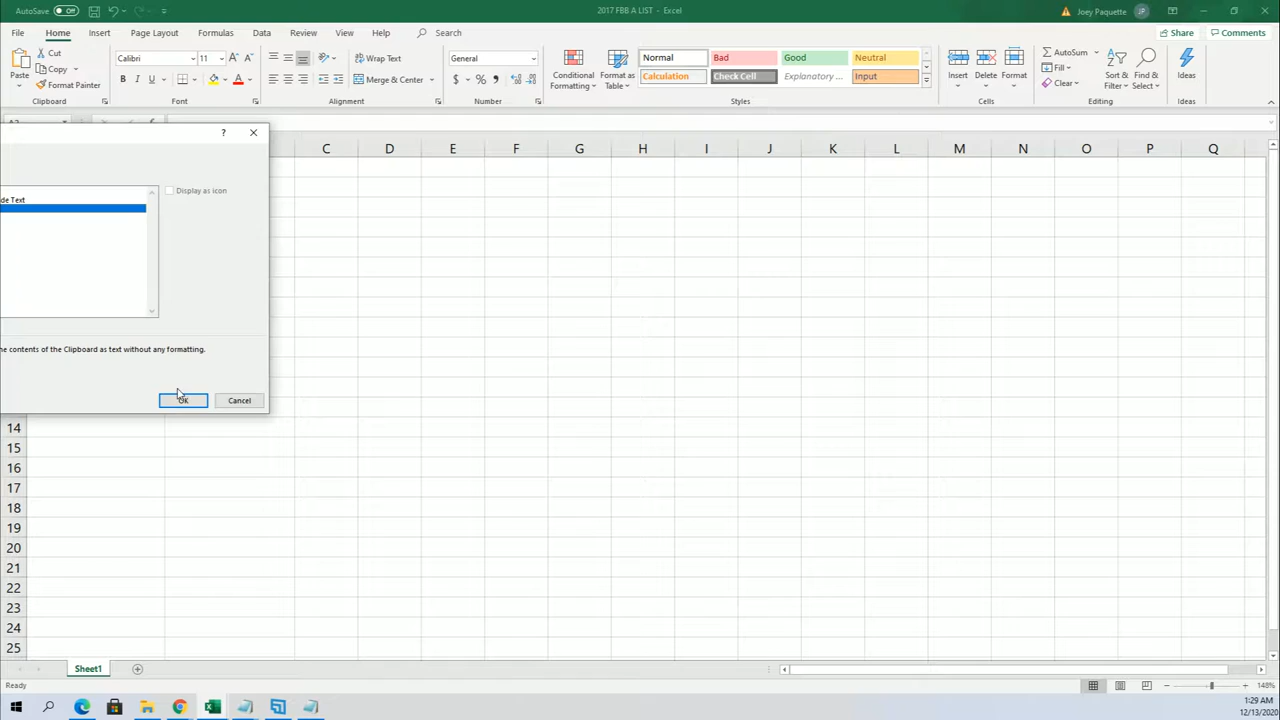 AutoSave Off 2017 FBB A LIST - Excel Joey Paquette JP
File Home Insert Page Layout Formulas Data Review View Help Search Share Comments
Paste
Cut
Copy
Format Painter
Clipboard
Calibri 11
B I U
Font
Wrap Text
Merge & Center
Alignment
General
$ % ,
Number
Conditional Formatting
Format as Table
Normal Bad Good Neutral
Calculation Check Cell Explanatory ... Input
Styles
Insert Delete Format
Cells
AutoSum
Fill
Clear
Sort & Filter
Find & Select
Editing
Ideas
Ideas
? ×
C D E F G H I J K L M N O P Q
de Text
Display as icon
he contents of the Clipboard as text without any formatting.
OK Cancel
14
15
16
17
18
19
20
21
22
23
24
25
Sheet1
Ready 148%
1:29 AM
12/13/2020